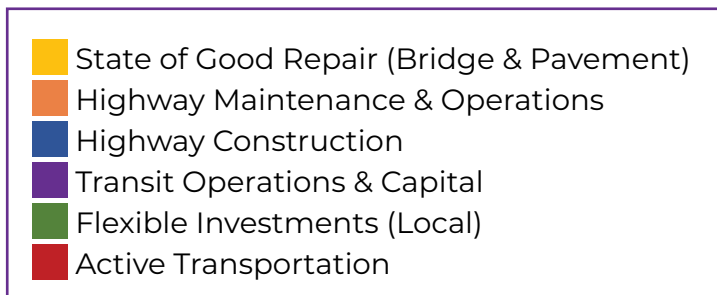 State of Good Repair (Bridge & Pavement)
Highway Maintenance & Operations
Highway Construction
Transit Operations & Capital
Flexible Investments (Local)
Active Transportation